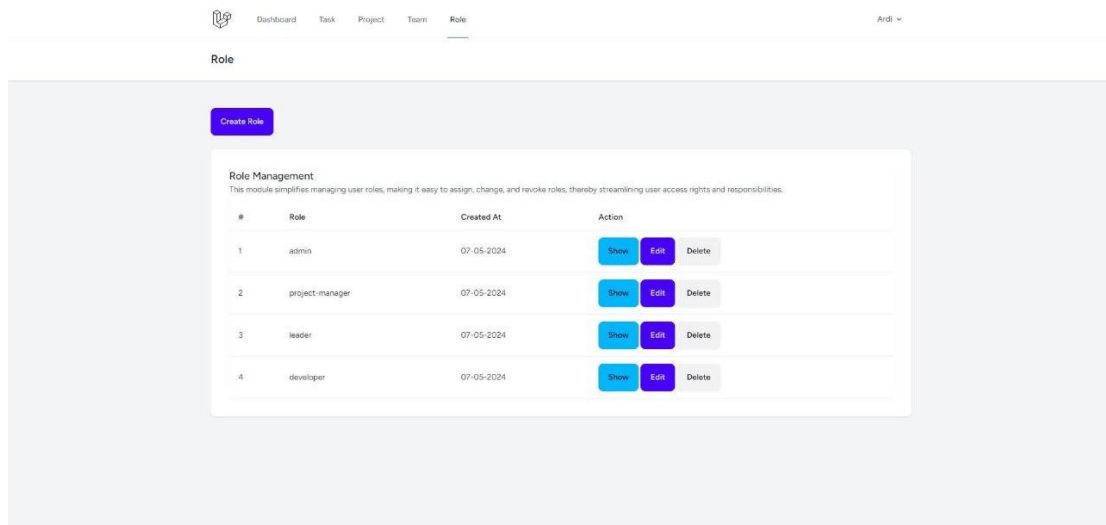 Dashboard Task Project Team Role Ardi
Role
Create Role
Role Management
This module simplifies managing user roles, making it easy to assign, change, and revoke roles, thereby streamlining user access rights and responsibilities.
# Role Created At Action
1 admin 07-05-2024 Show Edit Delete
2 project-manager 07-05-2024 Show Edit Delete
3 leader 07-05-2024 Show Edit Delete
4 developer 07-05-2024 Show Edit Delete